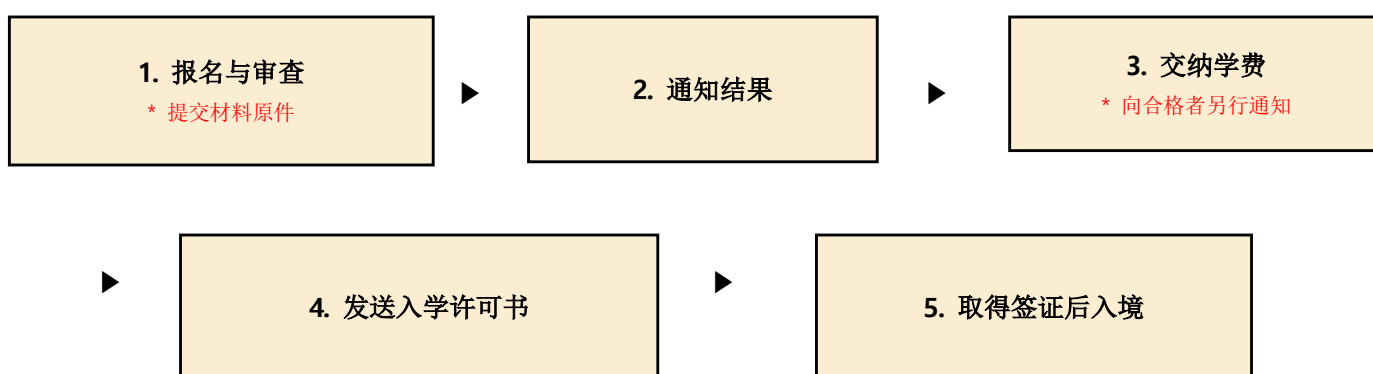 1. 报名与审查
* 提交材料原件
2. 通知结果
3. 交纳学费
* 向合格者另行通知
4. 发送入学许可书
5. 取得签证后入境